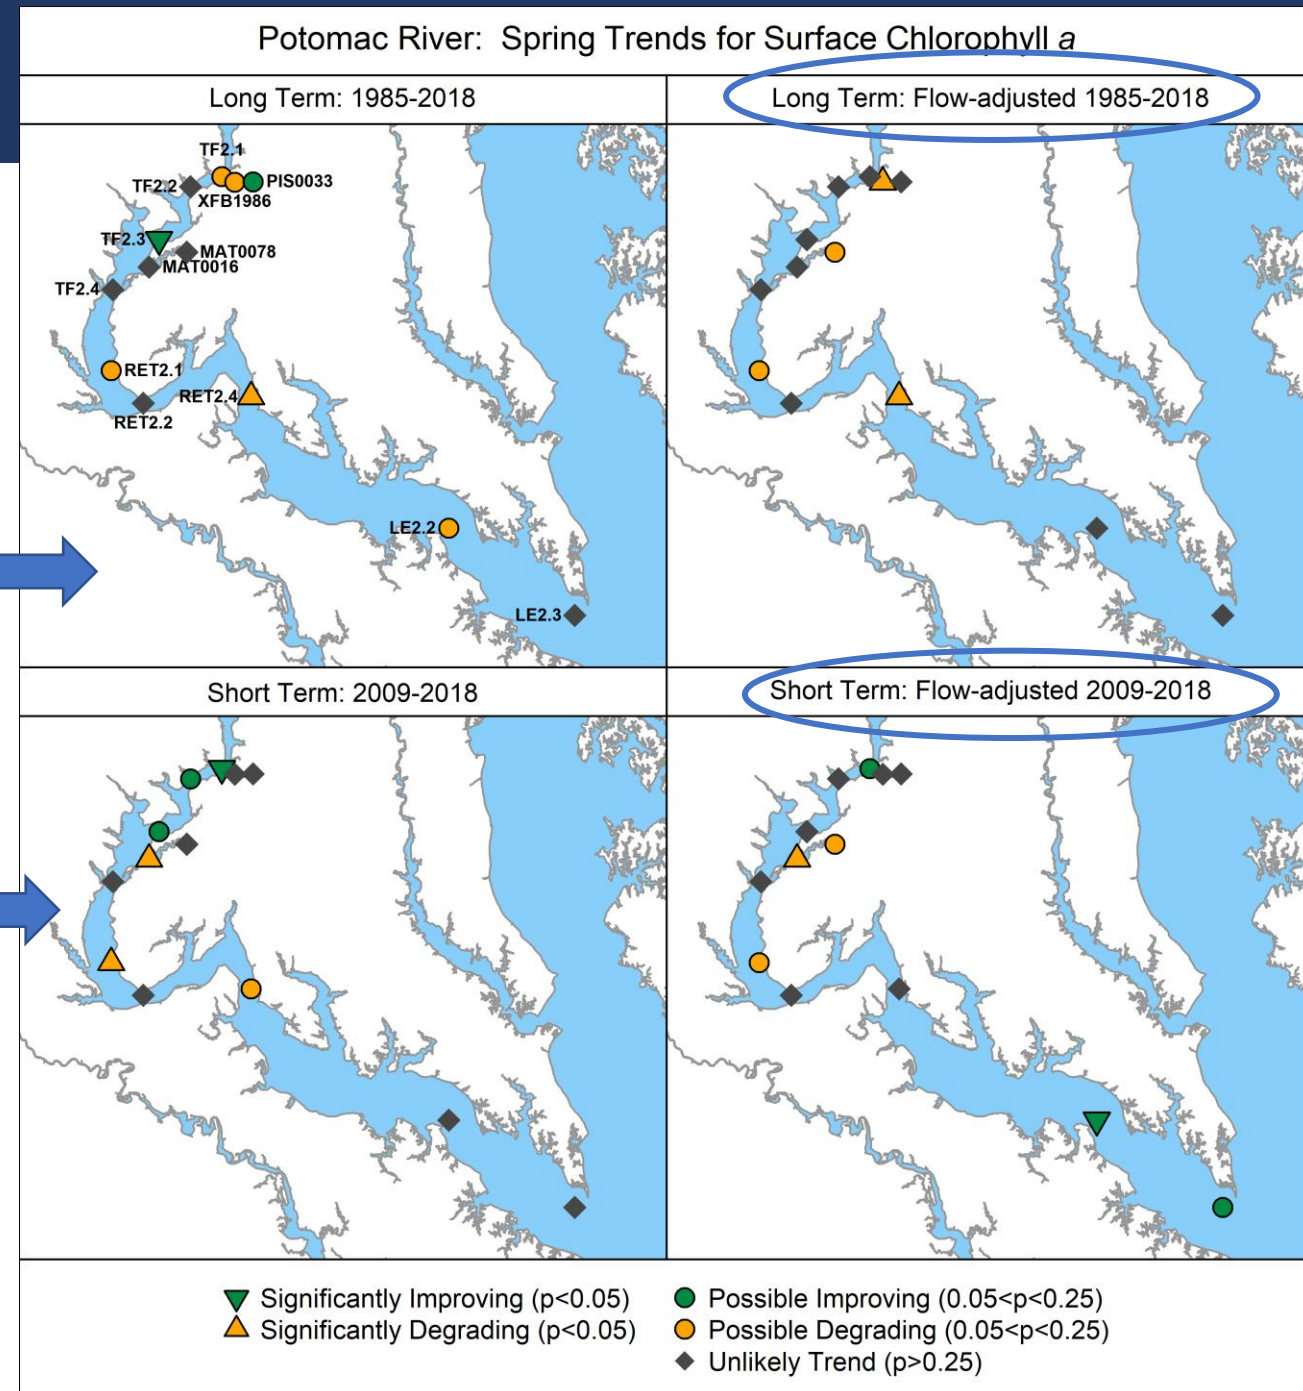 Potomac River: Spring Trends for Surface Chlorophyll a
Long Term: 1985-2018
Long Term: Flow-adjusted 1985-2018
TF2.1
TF2.2
PIS0033
XFB1986
TF2.3
MAT0078
MAT0016
TF2.4
RET2.1
RET2.4
RET2.2
LE2.2
LE2.3
Short Term: 2009-2018
Short Term: Flow-adjusted 2009-2018
Significantly Improving (p<0.05)
Possible Improving (0.05<p<0.25)
Significantly Degrading (p<0.05)
Possible Degrading (0.05<p<0.25)
Unlikely Trend (p>0.25)